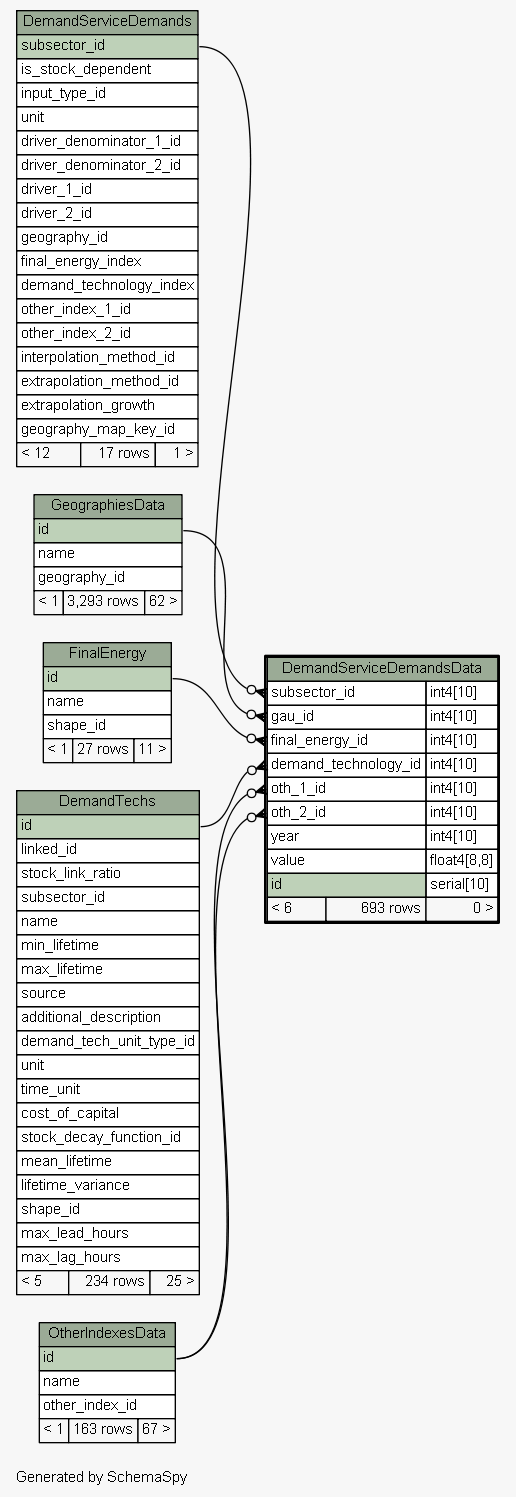 DemandServiceDemands
subsector_id
is_stock_dependent
input_type_id
unit
driver_denominator_1_id
driver_denominator_2_id
driver_1_id
driver_2_id
geography_id
final_energy_index
demand_technology_index
other_index_1_id
other_index_2_id
interpolation_method_id
extrapolation_method_id
extrapolation_growth
geography_map_key_id
< 12 17 rows 1 >
GeographiesData
id
name
geography_id
< 1 3,293 rows 62 >
FinalEnergy
id
name
shape_id
< 1 27 rows 11 >
DemandServiceDemandsData
subsector_id int4[10]
gau_id int4[10]
final_energy_id int4[10]
demand_technology_id int4[10]
oth_1_id int4[10]
oth_2_id int4[10]
year int4[10]
value float4[8,8]
id serial[10]
< 6 693 rows 0 >
DemandTechs
id
linked_id
stock_link_ratio
subsector_id
name
min_lifetime
max_lifetime
source
additional_description
demand_tech_unit_type_id
unit
time_unit
cost_of_capital
stock_decay_function_id
mean_lifetime
lifetime_variance
shape_id
max_lead_hours
max_lag_hours
< 5 234 rows 25 >
OtherIndexesData
id
name
other_index_id
< 1 163 rows 67 >
Generated by SchemaSpy